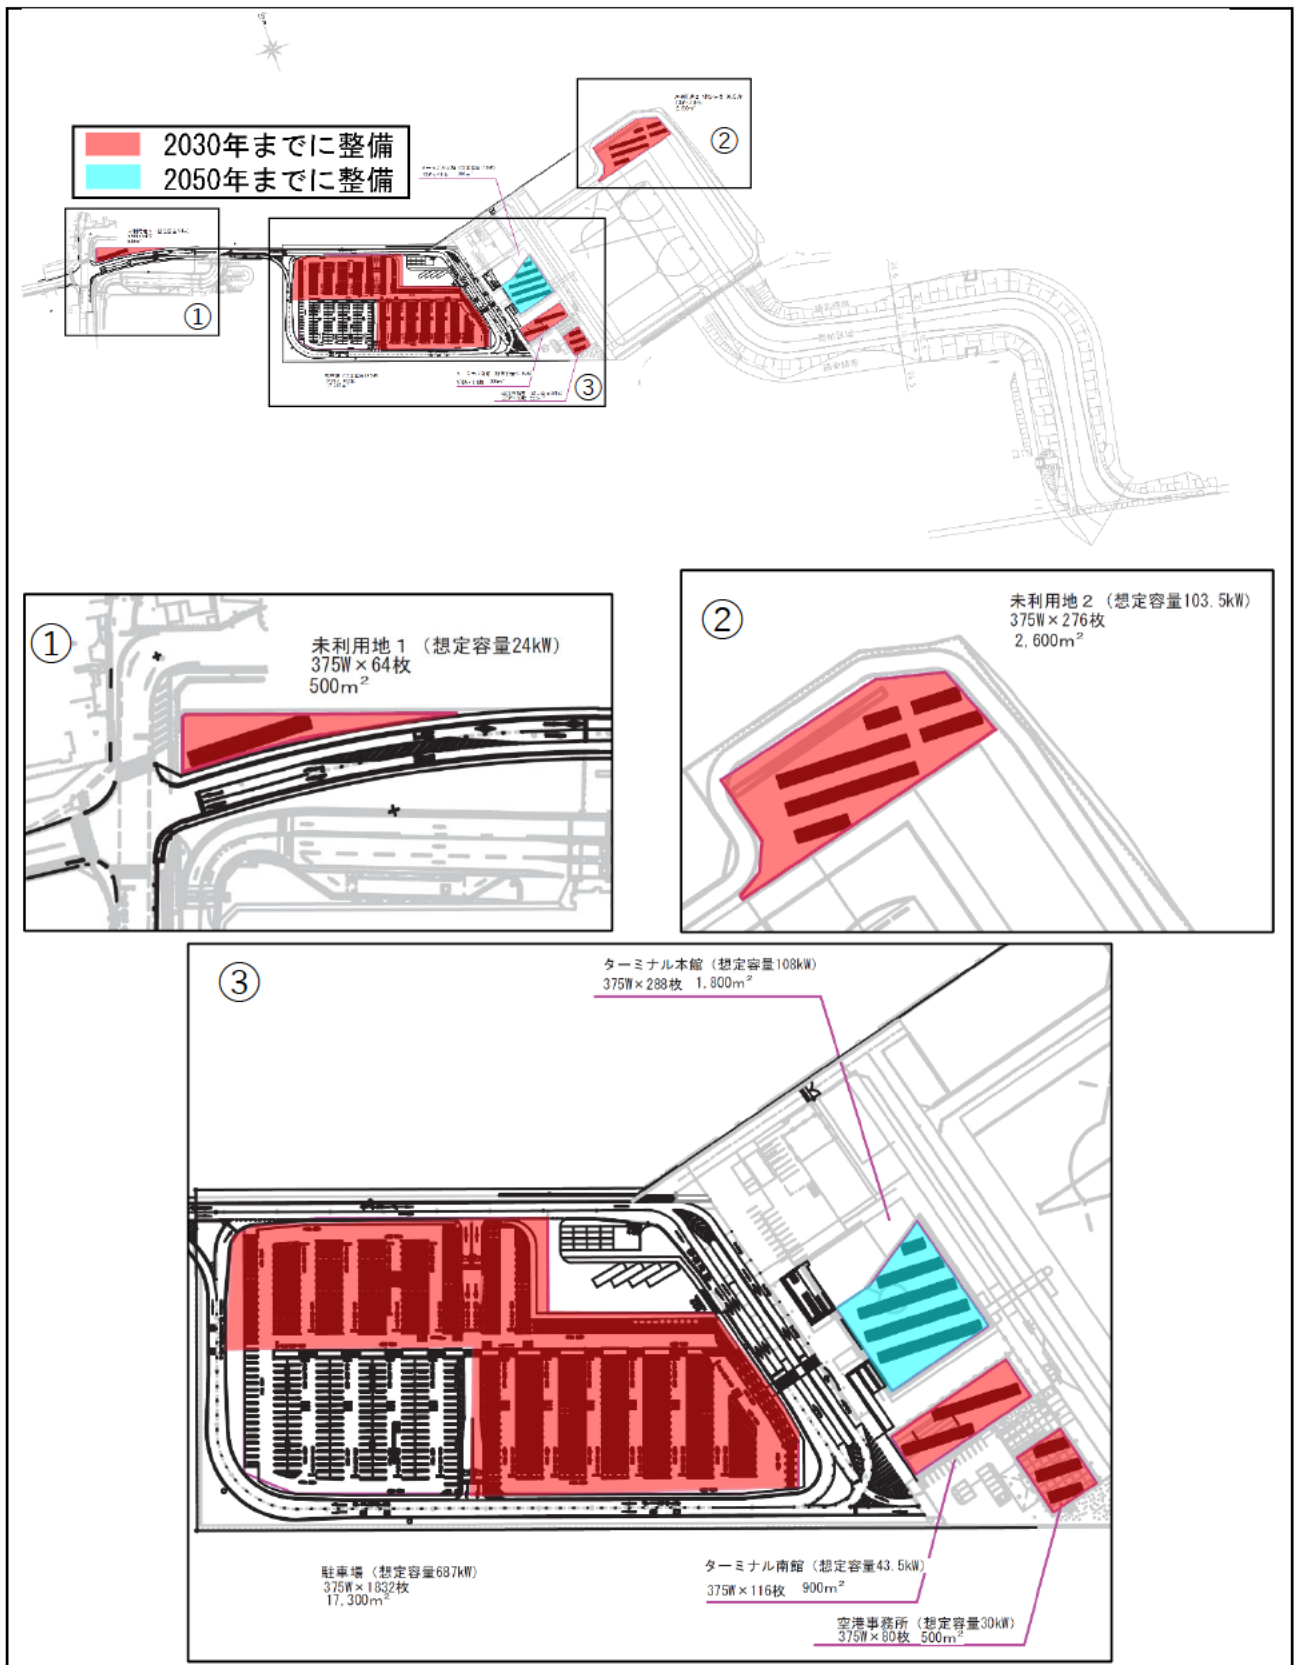 2030年までに整備
2050年までに整備
①
②
③
①
未利用地1（想定容量24kW）
375W×64枚
500m²
②
未利用地2（想定容量103.5kW）
375W×276枚
2,600m²
③
ターミナル本館（想定容量108kW）
375W×288枚 1,800m²
駐車場（想定容量687kW）
375W×1832枚
17,300m²
ターミナル南館（想定容量43.5kW）
375W×116枚 900m²
空港事務所（想定容量30kW）
375W×80枚 500m²